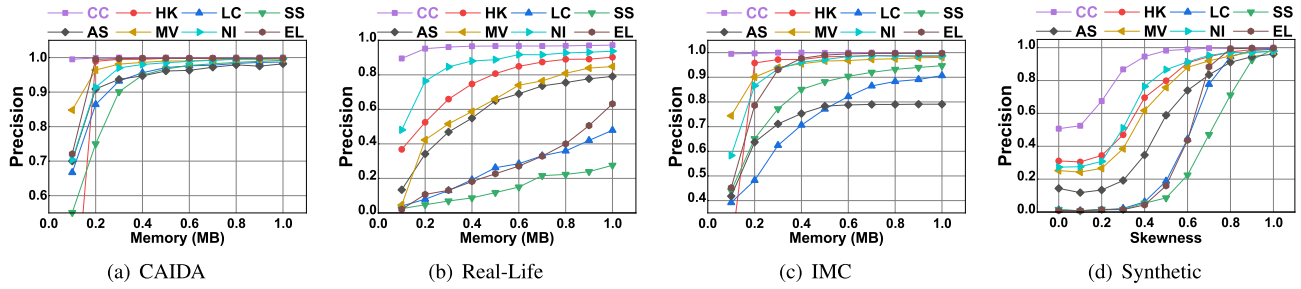 CC HK LC SS
AS MV NI EL
Precision
1.0
0.9
0.8
0.7
0.6
0.0 0.2 0.4 0.6 0.8 1.0
Memory (MB)
(a) CAIDA
CC HK LC SS
AS MV NI EL
Precision
1.0
0.8
0.6
0.4
0.2
0.0
0.0 0.2 0.4 0.6 0.8 1.0
Memory (MB)
(b) Real-Life
CC HK LC SS
AS MV NI EL
Precision
1.0
0.9
0.8
0.7
0.6
0.5
0.4
0.0 0.2 0.4 0.6 0.8 1.0
Memory (MB)
(c) IMC
CC HK LC SS
AS MV NI EL
Precision
1.0
0.8
0.6
0.4
0.2
0.0
0.0 0.2 0.4 0.6 0.8 1.0
Skewness
(d) Synthetic